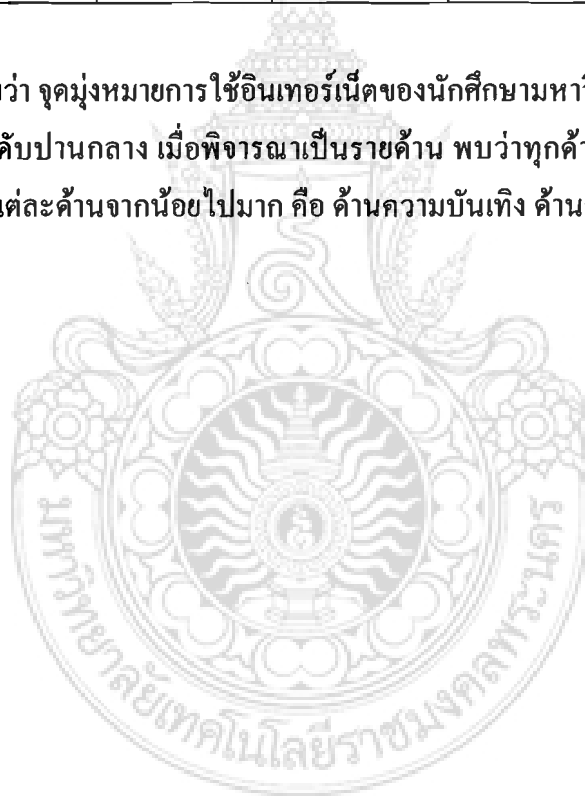 ว่า จุดมุ่งหมายการใช้อินเทอร์เน็ตของนักศึกษามหาวิ
ดับปานกลาง เมื่อพิจารณาเป็นรายด้าน พบว่าทุกด้า
แต่ละด้านจากน้อยไปมาก คือ ด้านความบันเทิง ด้าน
มหาวิทยาลัยเทคโนโลยีราชมงคลพระนคร